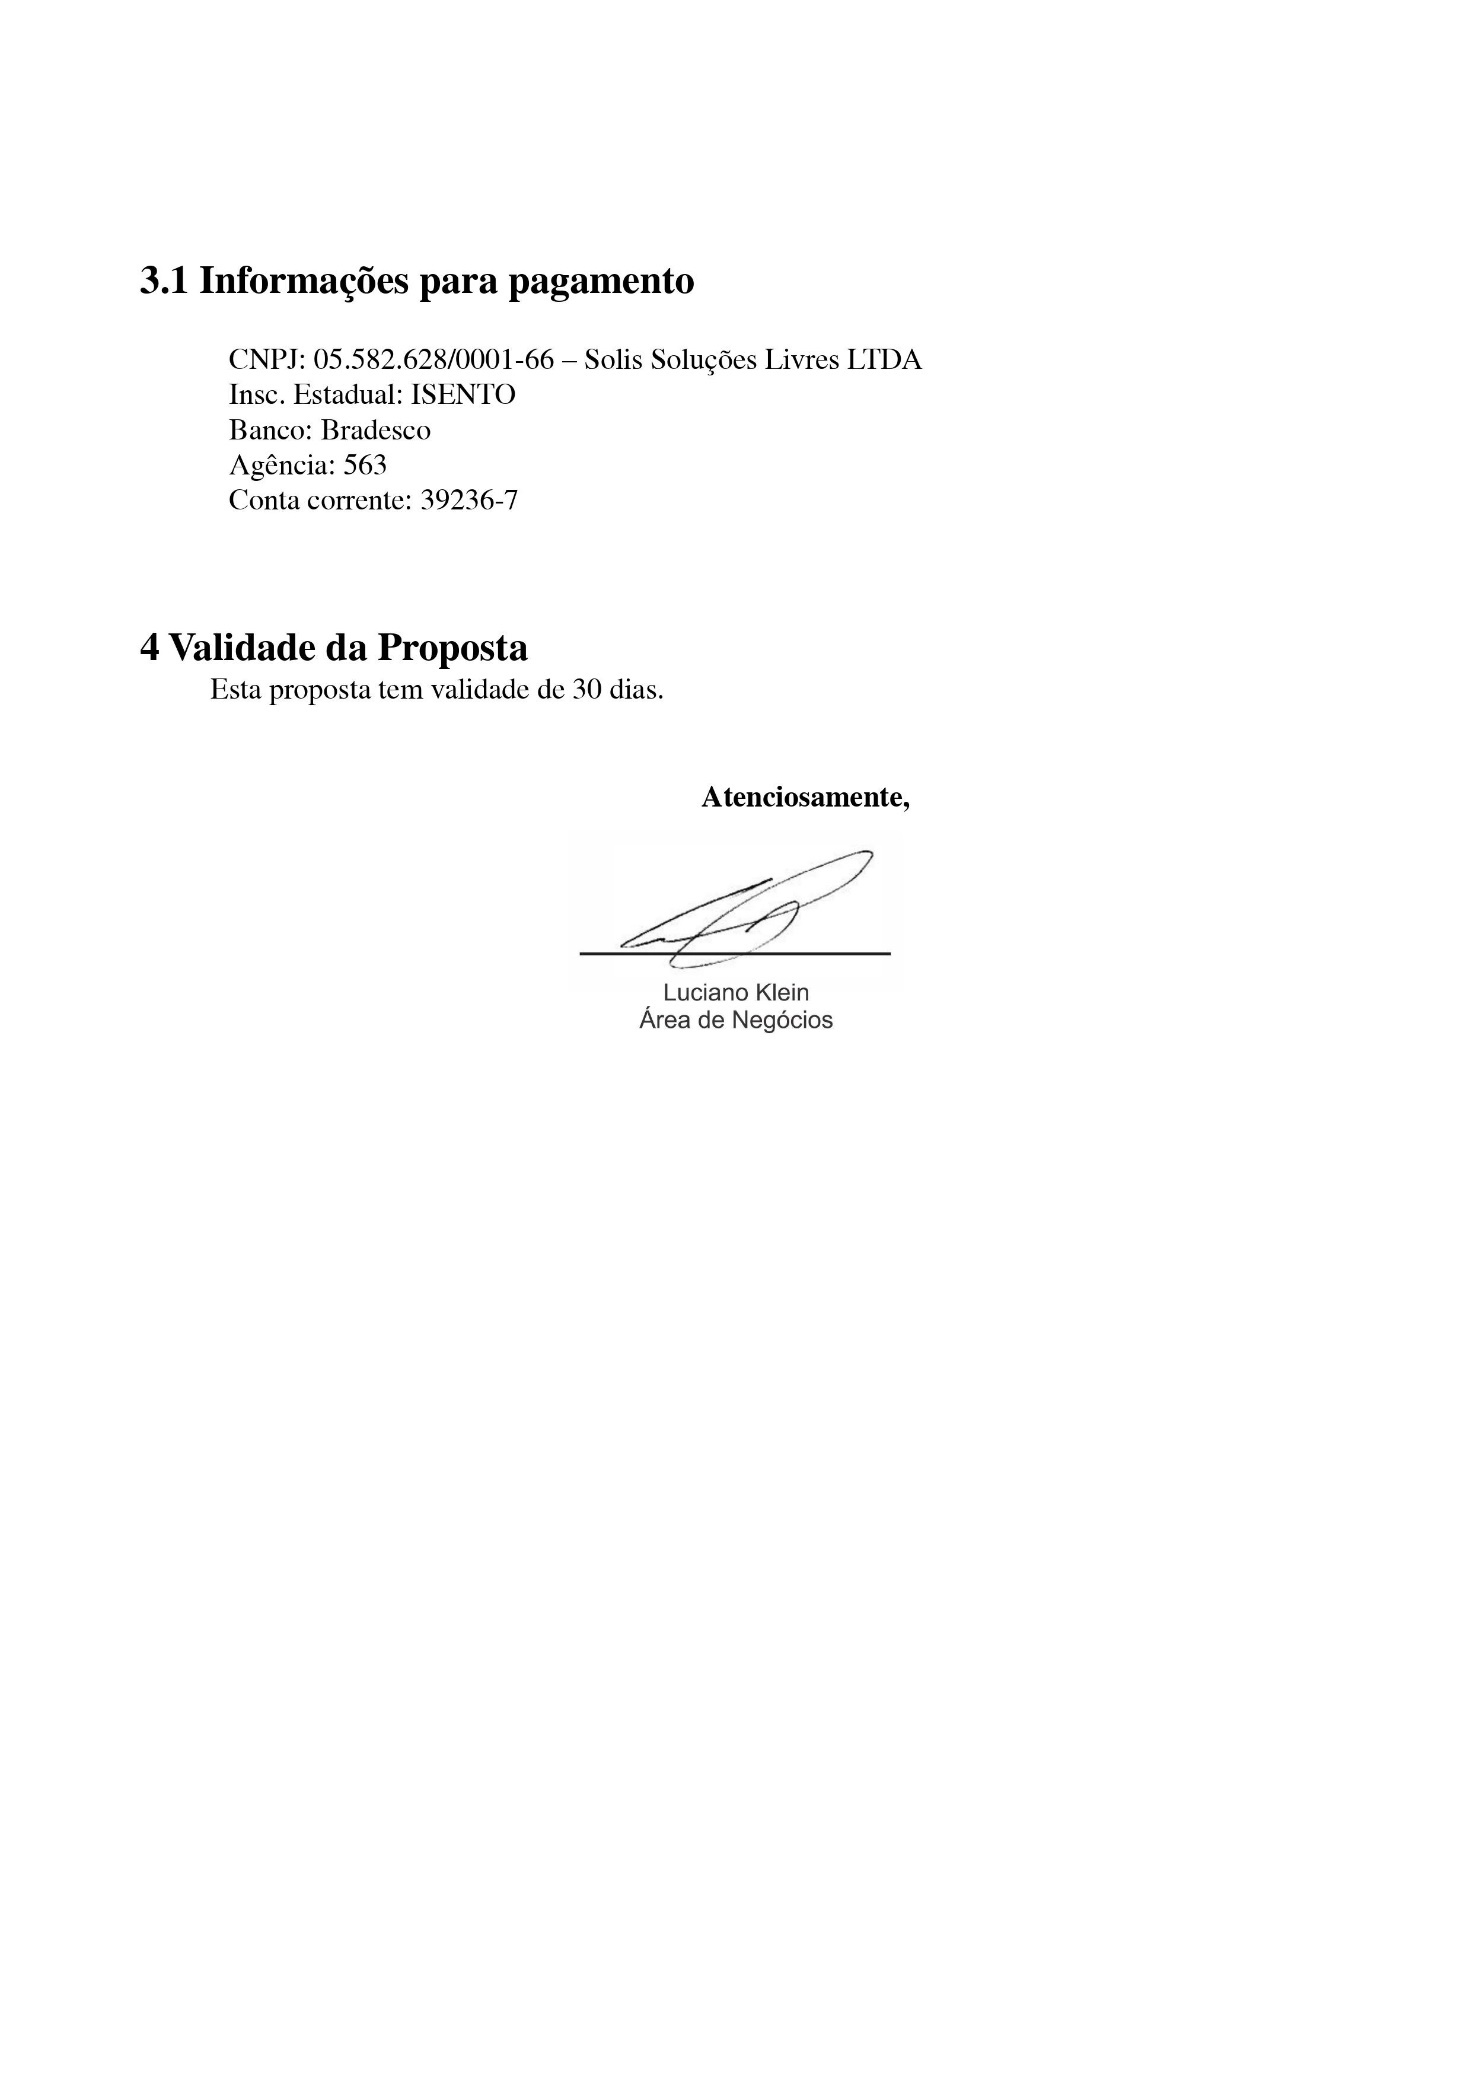 3.1 Informações para pagamento
CNPJ: 05.582.628/0001-66 – Solis Soluções Livres LTDA
Insc. Estadual: ISENTO
Banco: Bradesco
Agência: 563
Conta corrente: 39236-7
4 Validade da Proposta
Esta proposta tem validade de 30 dias.
Atenciosamente,
Luciano Klein
Área de Negócios